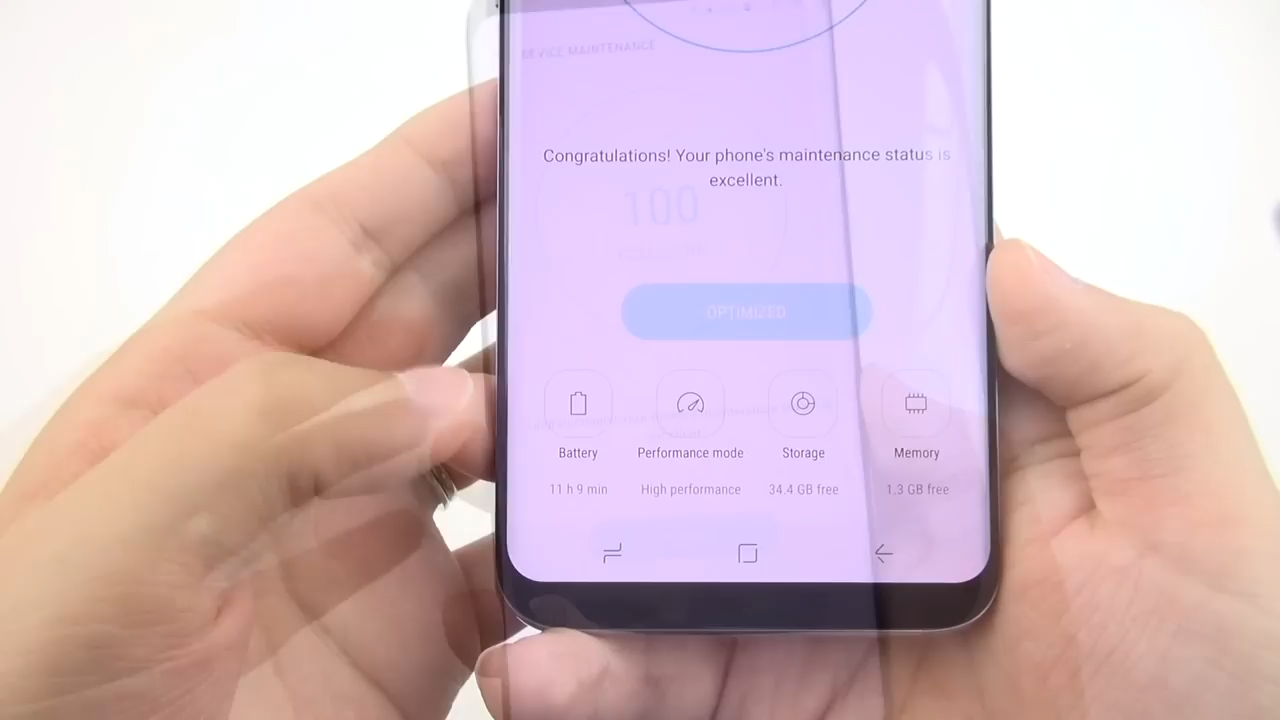 DEVICE MAINTENANCE
Congratulations! Your phone's maintenance status is
excellent.
100
OPTIMIZED
Battery
Performance mode
Storage
Memory
11 h 9 min
High performance
34.4 GB free
1.3 GB free